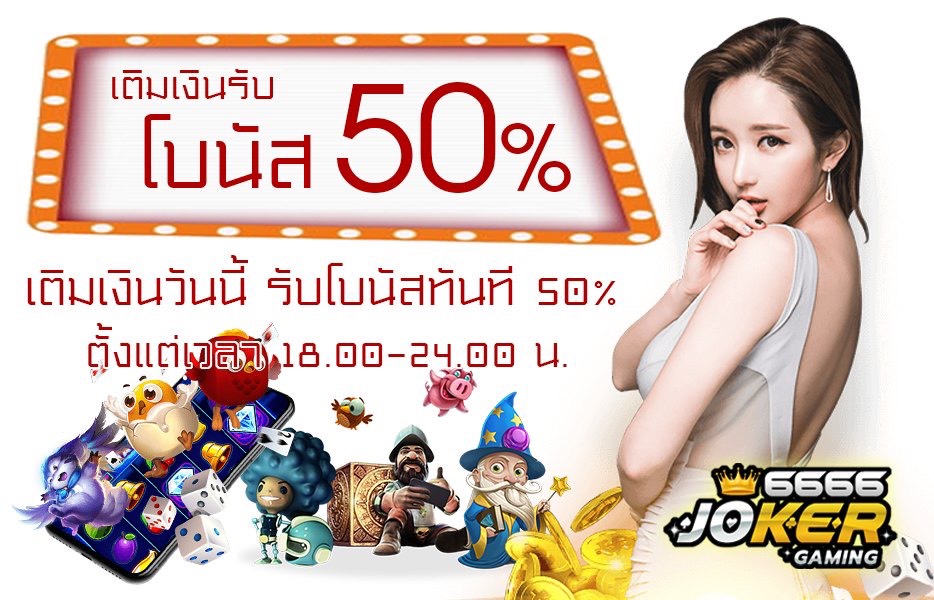 เติมเงินรับ
โบนัส 50%
เติมเงินวันนี้ รับโบนัสทันที 50%
ตั้งแต่เวลา 18.00-24.00 น.
6666
JOKER
GAMING